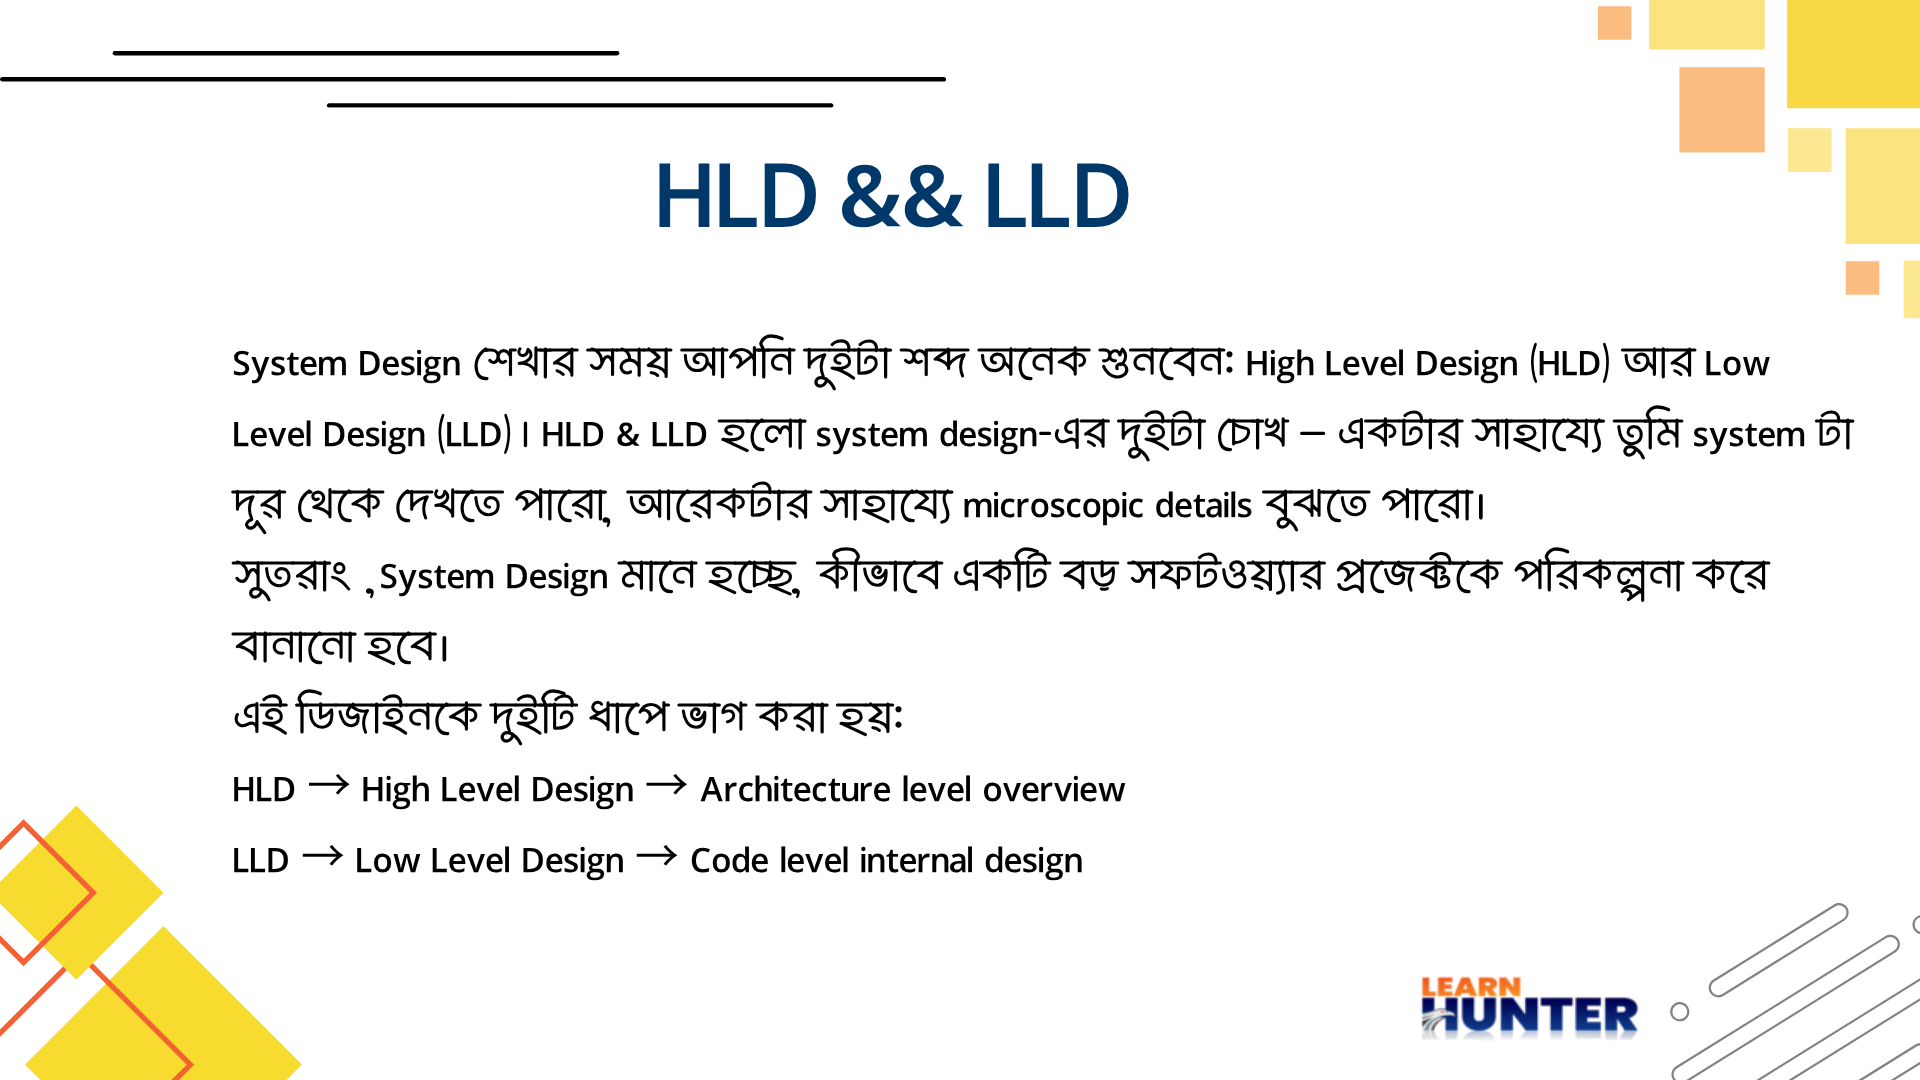 HLD && LLD
System Design শেখার সময় আপনি দুইটা শব্দ অনেক শুনবেন: High Level Design (HLD) আর Low
Level Design (LLD)। HLD & LLD হলো system design-এর দুইটা চোখ – একটার সাহায্যে তুমি system টা
দূর থেকে দেখতে পারো, আরেকটার সাহায্যে microscopic details বুঝতে পারো।
সুতরাং ,System Design মানে হচ্ছে, কীভাবে একটি বড় সফটওয়্যার প্রজেক্টকে পরিকল্পনা করে
বানানো হবে।
এই ডিজাইনকে দুইটি ধাপে ভাগ করা হয়:
HLD → High Level Design → Architecture level overview
LLD → Low Level Design → Code level internal design
LEARN
HUNTER